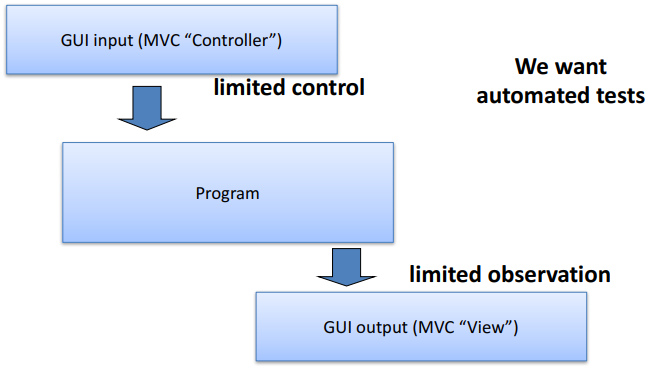 GUI input (MVC “Controller”)
limited control
We want
automated tests
Program
limited observation
GUI output (MVC “View”)